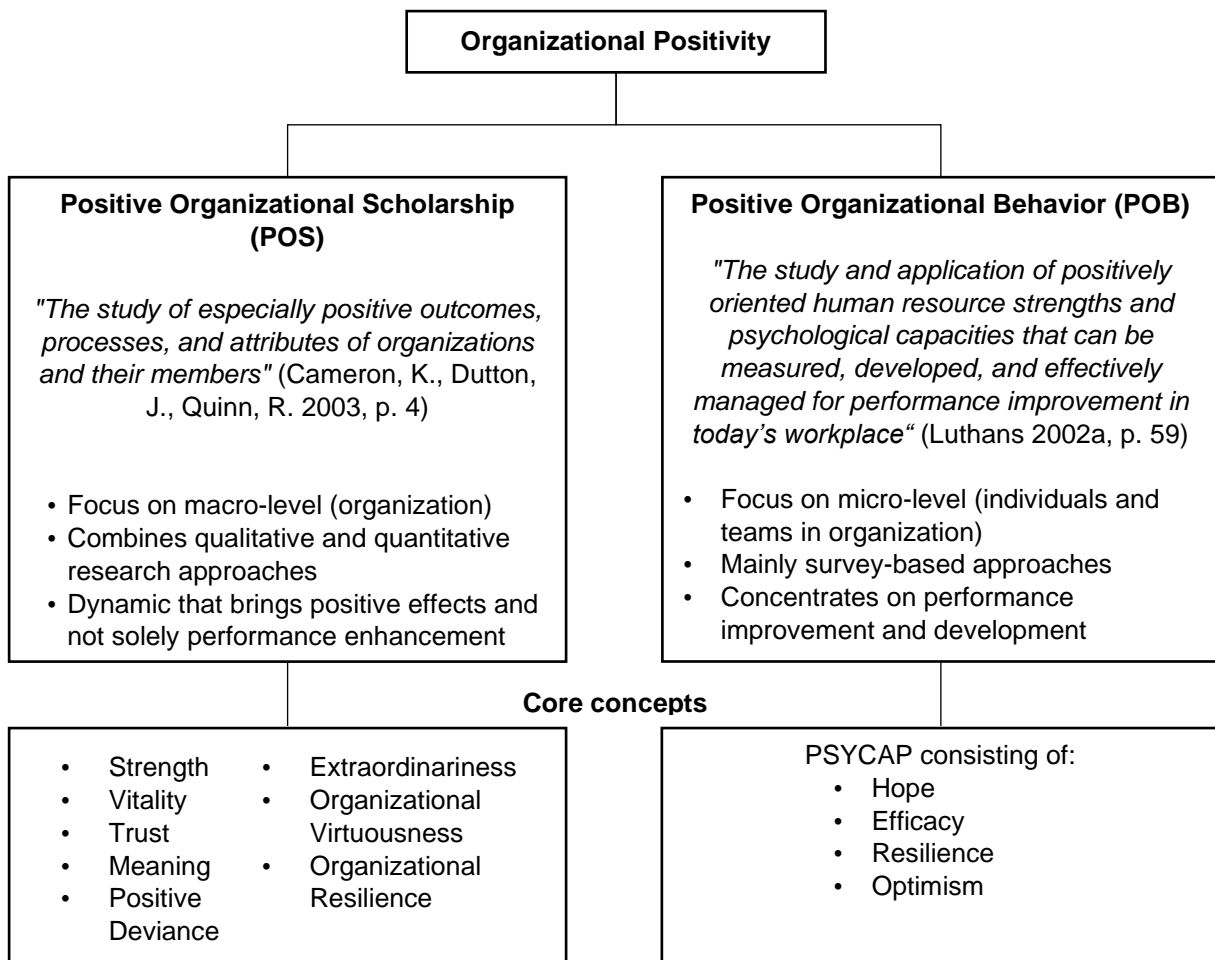 Organizational Positivity
Positive Organizational Scholarship
(POS)
"The study of especially positive outcomes,
processes, and attributes of organizations
and their members" (Cameron, K., Dutton,
J., Quinn, R. 2003, p. 4)
• Focus on macro-level (organization)
• Combines qualitative and quantitative
research approaches
• Dynamic that brings positive effects and
not solely performance enhancement
Positive Organizational Behavior (POB)
"The study and application of positively
oriented human resource strengths and
psychological capacities that can be
measured, developed, and effectively
managed for performance improvement in
today’s workplace“ (Luthans 2002a, p. 59)
• Focus on micro-level (individuals and
teams in organization)
• Mainly survey-based approaches
• Concentrates on performance
improvement and development
Core concepts
• Strength
• Vitality
• Trust
• Meaning
• Positive
Deviance
• Extraordinariness
• Organizational
Virtuousness
• Organizational
Resilience
PSYCAP consisting of:
• Hope
• Efficacy
• Resilience
• Optimism